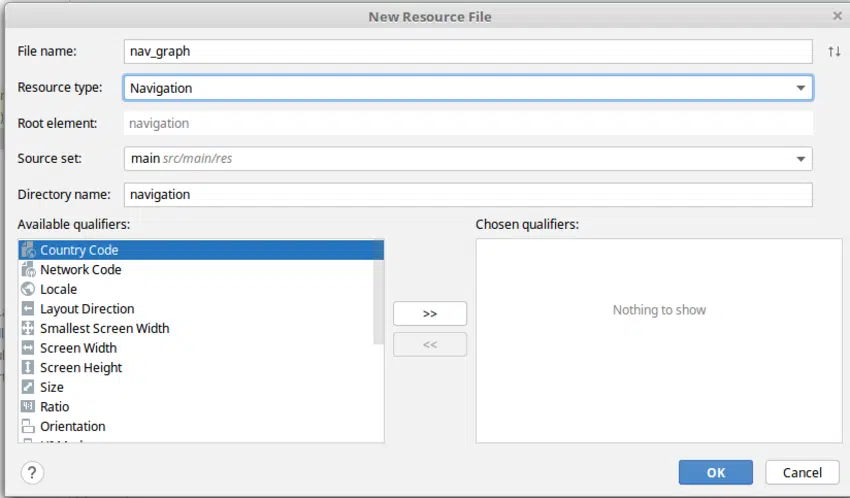 New Resource File
File name: nav_graph
Resource type: Navigation
Root element: navigation
Source set: main src/main/res
Directory name: navigation
Available qualifiers:
Country Code
Network Code
Locale
Layout Direction
Smallest Screen Width
Screen Width
Screen Height
Size
Ratio
Orientation
>>
<<
Chosen qualifiers:
Nothing to show
?
OK
Cancel